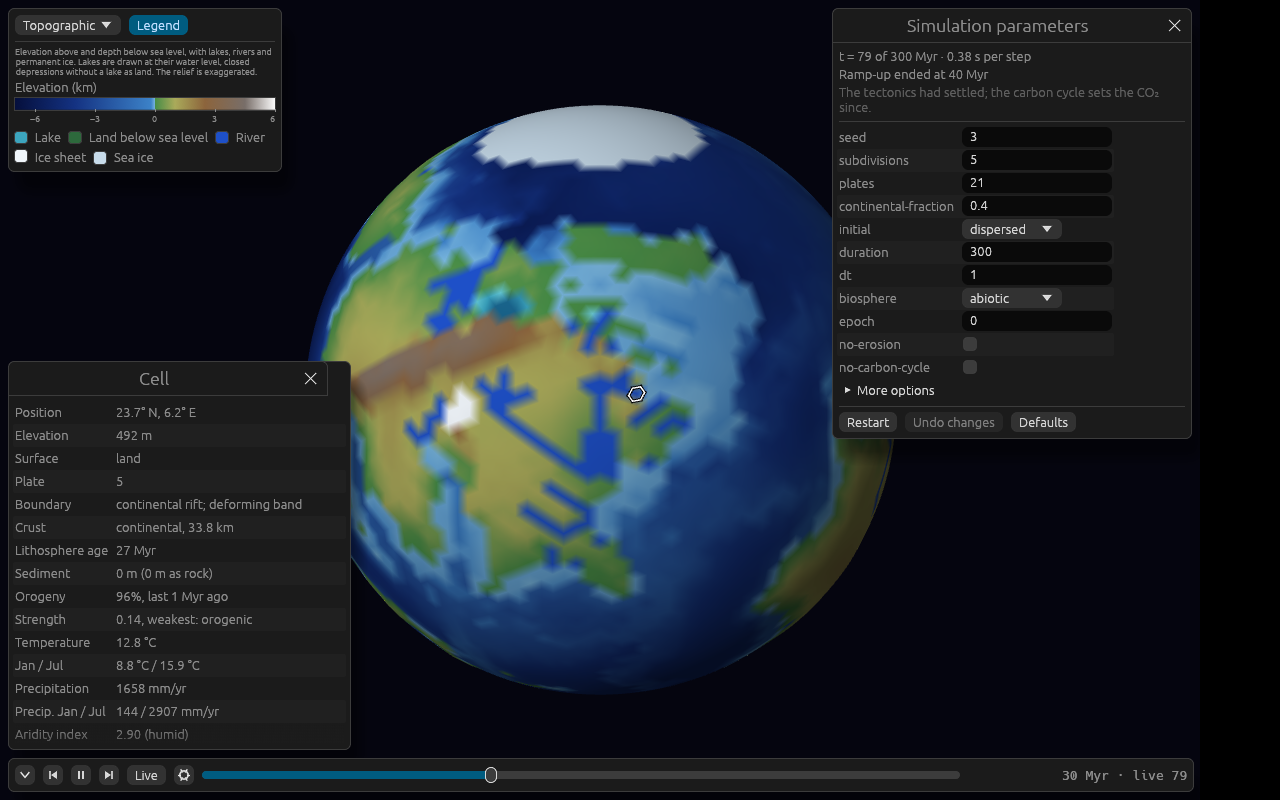 Topographic Legend
Elevation above and depth below sea level, with lakes, rivers and
permanent ice. Lakes are drawn at their water level, closed
depressions without a lake as land. The relief is exaggerated.
Elevation (km)
−6 −3 0 3 6
Lake Land below sea level River
Ice sheet Sea ice
Simulation parameters
t = 79 of 300 Myr · 0.38 s per step
Ramp-up ended at 40 Myr
The tectonics had settled; the carbon cycle sets the CO₂
since.
seed 3
subdivisions 5
plates 21
continental-fraction 0.4
initial dispersed
duration 300
dt 1
biosphere abiotic
epoch 0
no-erosion
no-carbon-cycle
More options
Restart Undo changes Defaults
Cell
Position 23.7° N, 6.2° E
Elevation 492 m
Surface land
Plate 5
Boundary continental rift; deforming band
Crust continental, 33.8 km
Lithosphere age 27 Myr
Sediment 0 m (0 m as rock)
Orogeny 96%, last 1 Myr ago
Strength 0.14, weakest: orogenic
Temperature 12.8 °C
Jan / Jul 8.8 °C / 15.9 °C
Precipitation 1658 mm/yr
Precip. Jan / Jul 144 / 2907 mm/yr
Aridity index 2.90 (humid)
Live 30 Myr · live 79